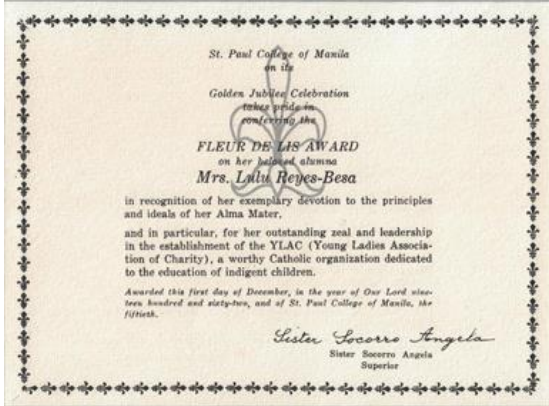 St. Paul College of Manila
on its
Golden Jubilee Celebration
takes pride in
conferring the
FLEUR DE LIS AWARD
on her beloved alumna
Mrs. Lulu Reyes-Besa
in recognition of her exemplary devotion to the principles
and ideals of her Alma Mater,
and in particular, for her outstanding zeal and leadership
in the establishment of the YLAC (Young Ladies Associa-
tion of Charity), a worthy Catholic organization dedicated
to the education of indigent children.
Awarded this first day of December, in the year of Our Lord nine-
teen hundred and sixty-two, and of St. Paul College of Manila, the
fiftieth.
Sister Socorro Angela
Sister Socorro Angela
Superior